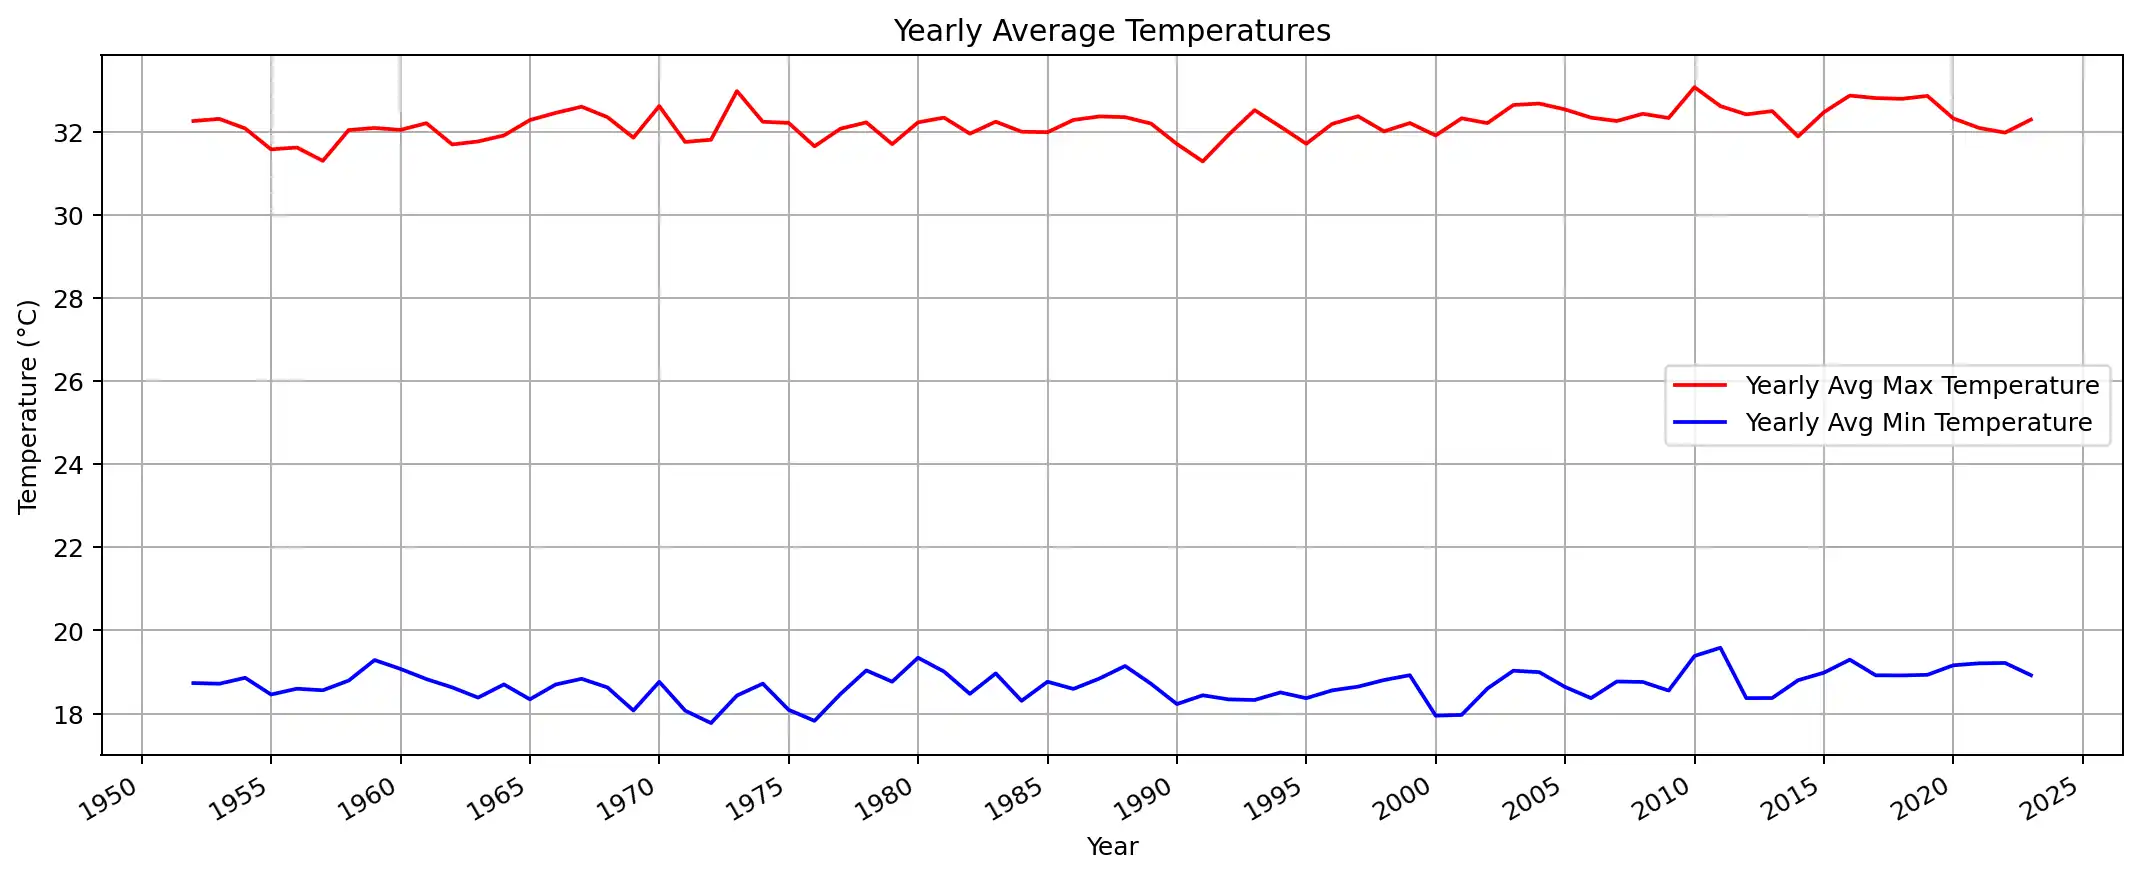 Yearly Average Temperatures
Temperature (°C)
32
30
28
26
24
22
20
18
Yearly Avg Max Temperature
Yearly Avg Min Temperature
1950 1955 1960 1965 1970 1975 1980 1985 1990 1995 2000 2005 2010 2015 2020 2025
Year